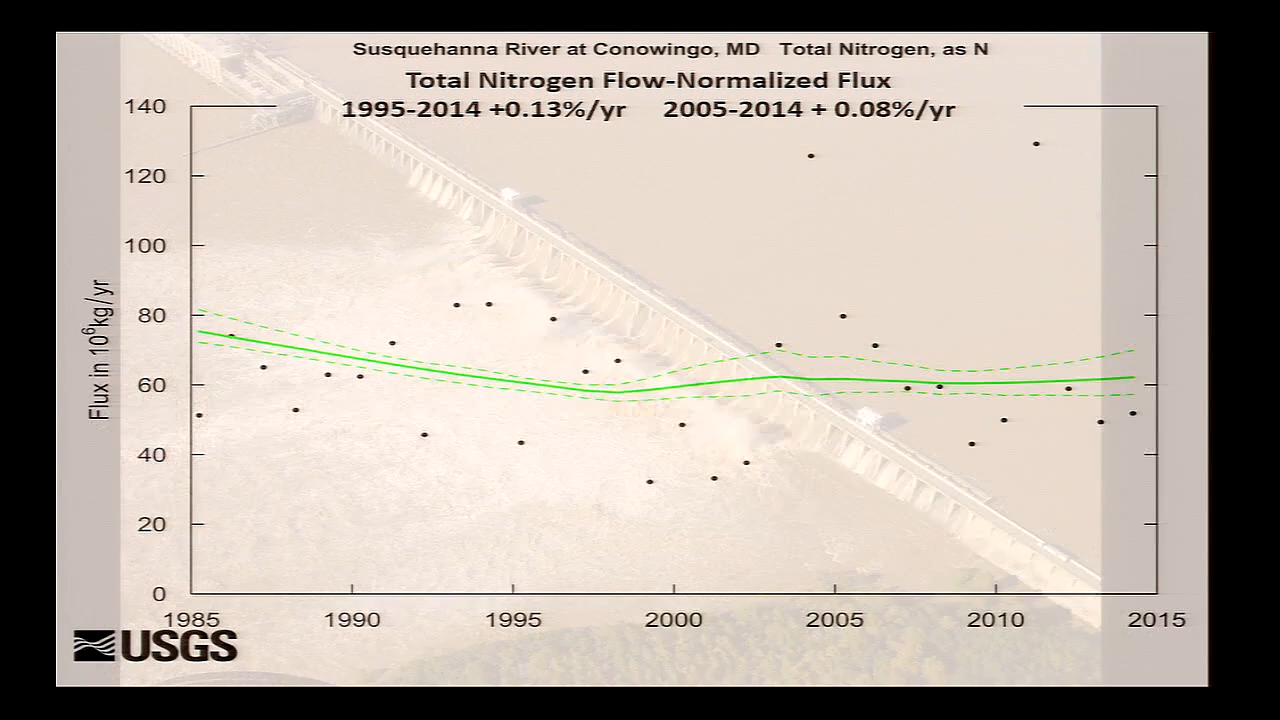 Susquehanna River at Conowingo, MD Total Nitrogen, as N
Total Nitrogen Flow-Normalized Flux
1995-2014 +0.13%/yr 2005-2014 + 0.08%/yr
140
120
100
80
60
40
20
0
Flux in 10⁶kg/yr
1985 1990 1995 2000 2005 2010 2015
USGS